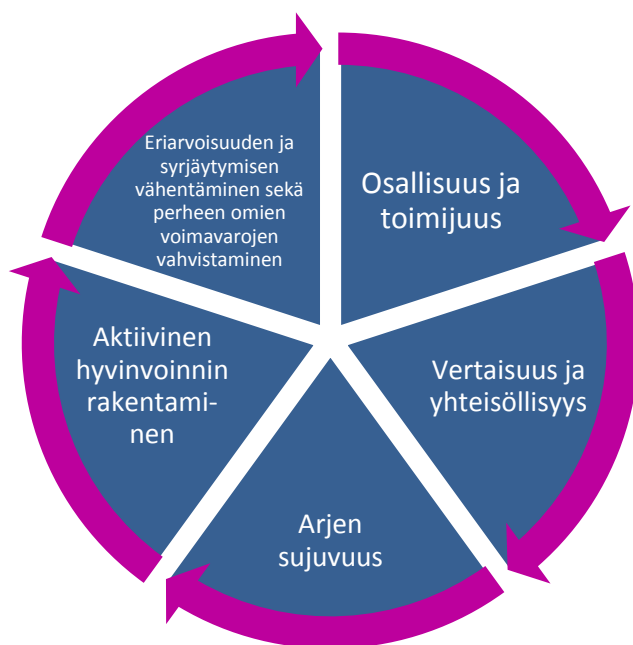 Eriarvoisuuden ja
syrjäytymisen
vähentäminen sekä
perheen omien
voimavarojen
vahvistaminen
Osallisuus ja
toimijuus
Vertaisuus ja
yhteisöllisyys
Arjen
sujuvuus
Aktiivinen
hyvinvoinnin
rakentami-
nen